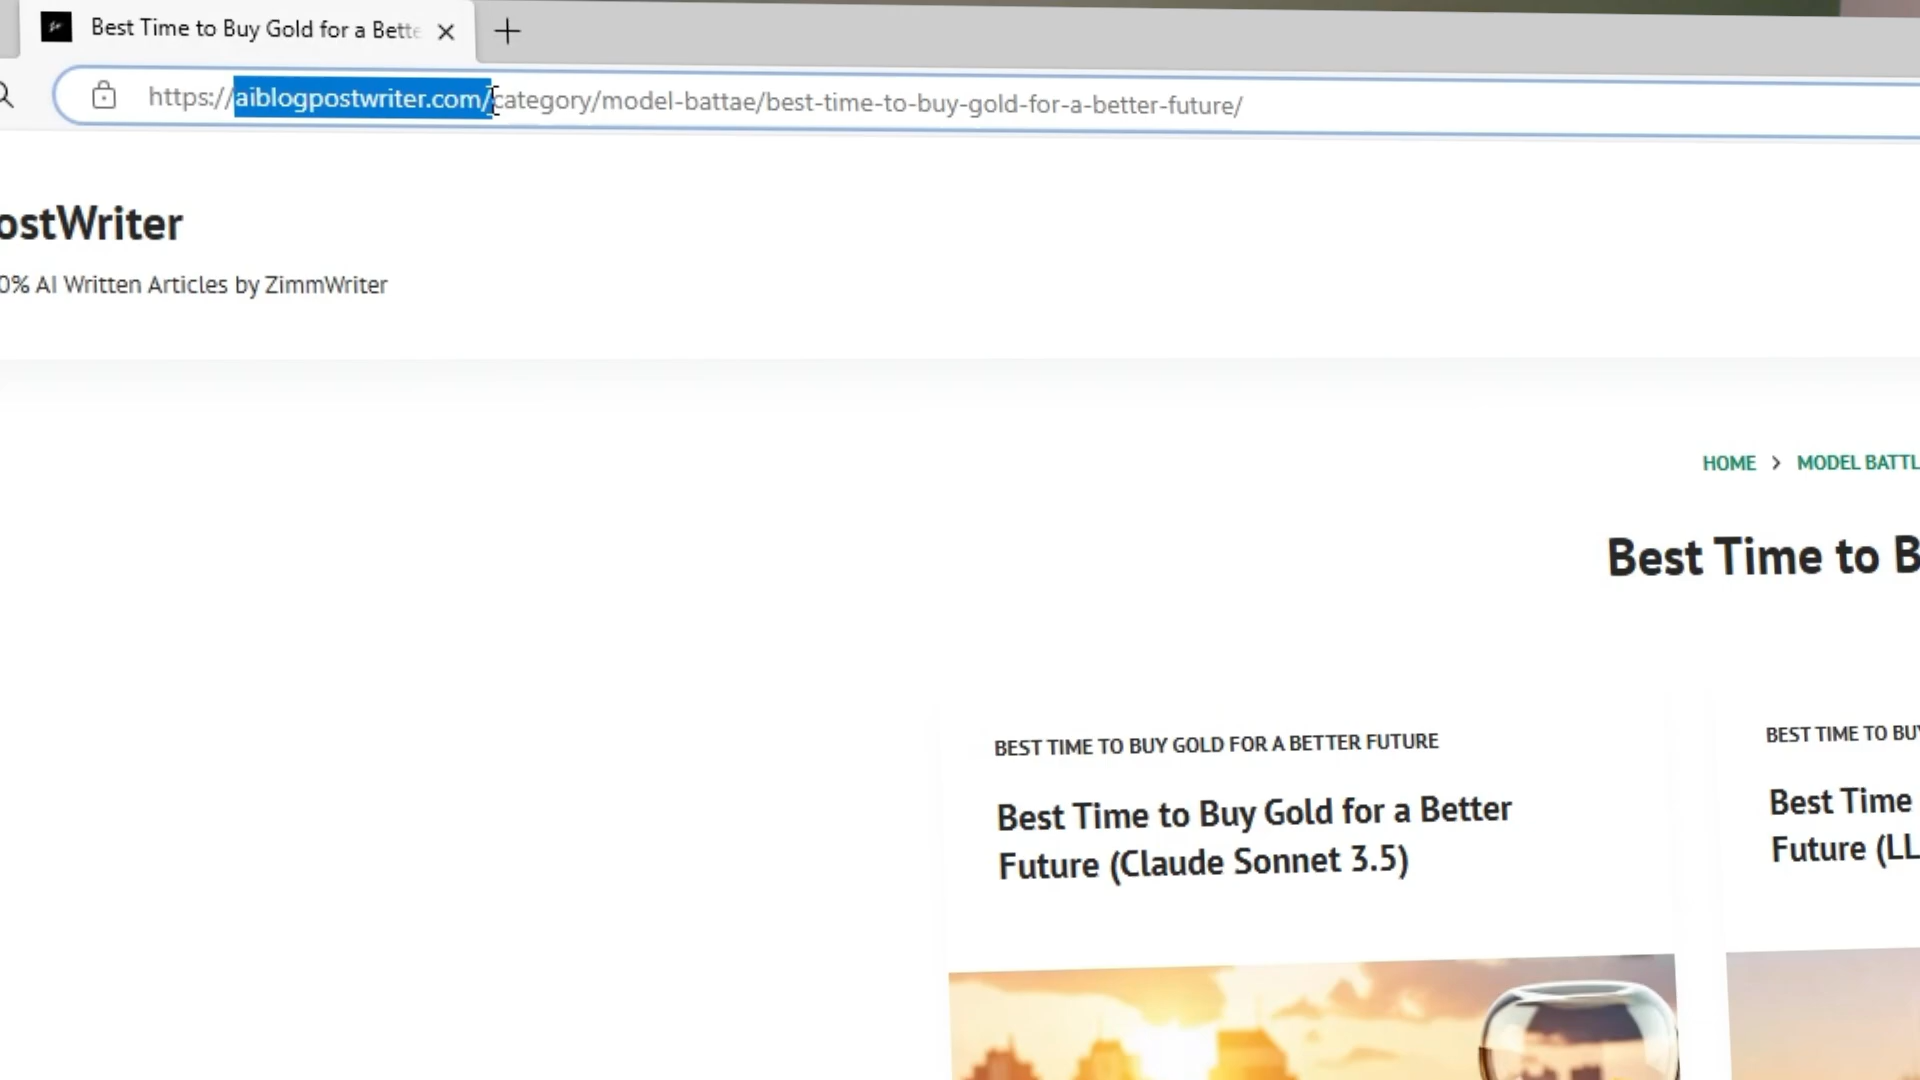 Best Time to Buy Gold for a Bette
https://aiblogpostwriter.com/category/model-battae/best-time-to-buy-gold-for-a-better-future/
ostWriter
0% AI Written Articles by ZimmWriter
HOME > MODEL BATTL
Best Time to B
BEST TIME TO BUY GOLD FOR A BETTER FUTURE
Best Time to Buy Gold for a Better
Future (Claude Sonnet 3.5)
BEST TIME TO BUY
Best Time
Future (LL